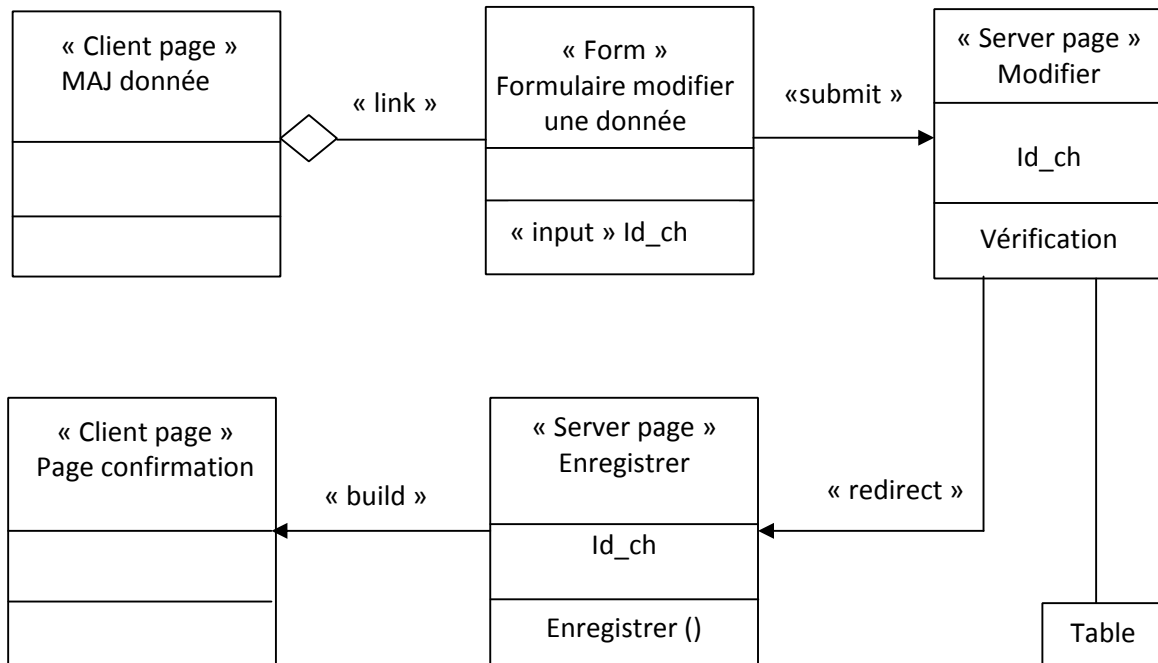 « Client page »
MAJ donnée
« link »
« Form »
Formulaire modifier
une donnée
« input » Id_ch
«submit »
« Server page »
Modifier
Id_ch
Vérification
« Client page »
Page confirmation
« build »
« Server page »
Enregistrer
Id_ch
Enregistrer ()
« redirect »
Table